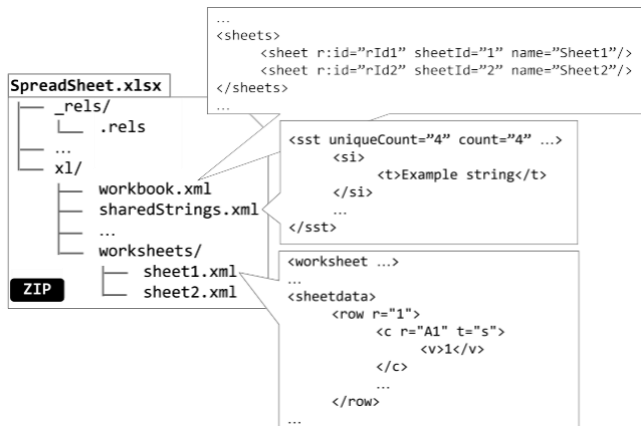 ...
<sheets>
<sheet r:id=”rId1” sheetId=”1” name=”Sheet1”/>
<sheet r:id=”rId2” sheetId=”2” name=”Sheet2”/>
</sheets>
...
SpreadSheet.xlsx
_rels/
.rels
...
xl/
workbook.xml
sharedStrings.xml
...
worksheets/
sheet1.xml
sheet2.xml
ZIP
<sst uniqueCount=”4” count=”4” ...>
<si>
<t>Example string</t>
</si>
...
</sst>
<worksheet ...>
...
<sheetdata>
<row r="1">
<c r="A1" t="s">
<v>1</v>
</c>
...
</row>
...